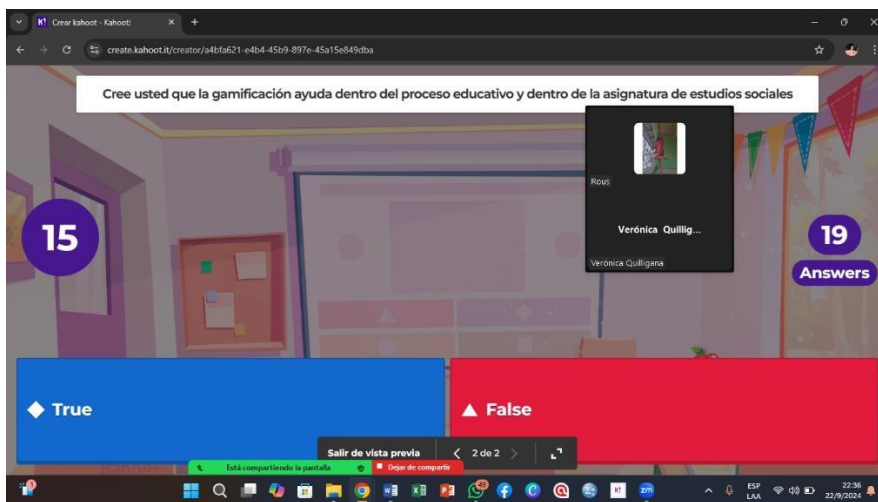 Crear kahoot - Kahoot!
create.kahoot.it/creator/a4bfa621-e4b4-45b9-897e-45a15e849dba
Cree usted que la gamificación ayuda dentro del proceso educativo y dentro de la asignatura de estudios sociales
Rous
15
Verónica Quillig...
19
Verónica Quilligana
Answers
True
False
Salir de vista previa
2 de 2
Está compartiendo la pantalla
Dejar de compartir
ESP
LAA
22:36
22/9/2024